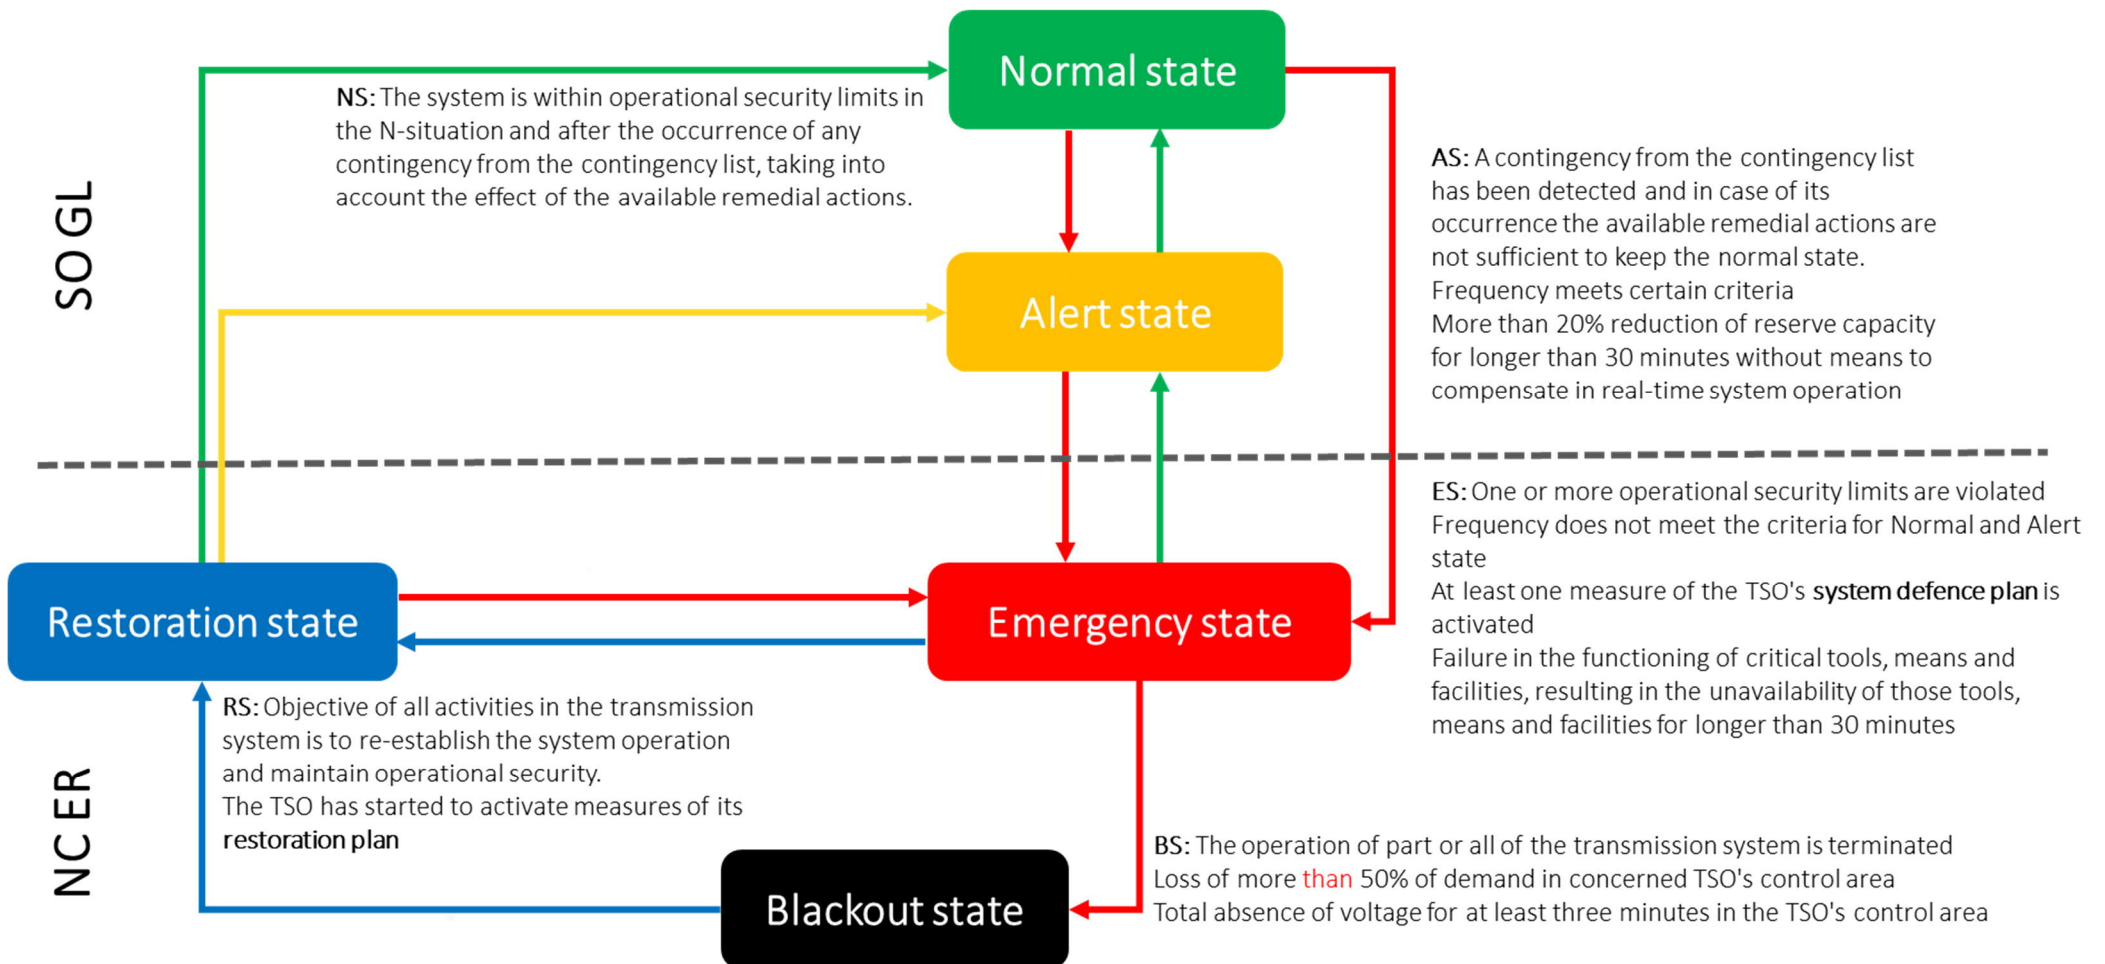 Normal state
NS: The system is within operational security limits in
the N-situation and after the occurrence of any
contingency from the contingency list, taking into
account the effect of the available remedial actions.
SOGL
AS: A contingency from the contingency list
has been detected and in case of its
occurrence the available remedial actions are
not sufficient to keep the normal state.
Frequency meets certain criteria
More than 20% reduction of reserve capacity
for longer than 30 minutes without means to
compensate in real-time system operation
Alert state
ES: One or more operational security limits are violated
Frequency does not meet the criteria for Normal and Alert
state
At least one measure of the TSO's system defence plan is
activated
Failure in the functioning of critical tools, means and
facilities, resulting in the unavailability of those tools,
means and facilities for longer than 30 minutes
Restoration state
Emergency state
RS: Objective of all activities in the transmission
system is to re-establish the system operation
and maintain operational security.
The TSO has started to activate measures of its
restoration plan
NCER
BS: The operation of part or all of the transmission system is terminated
Loss of more than 50% of demand in concerned TSO's control area
Total absence of voltage for at least three minutes in the TSO's control area
Blackout state